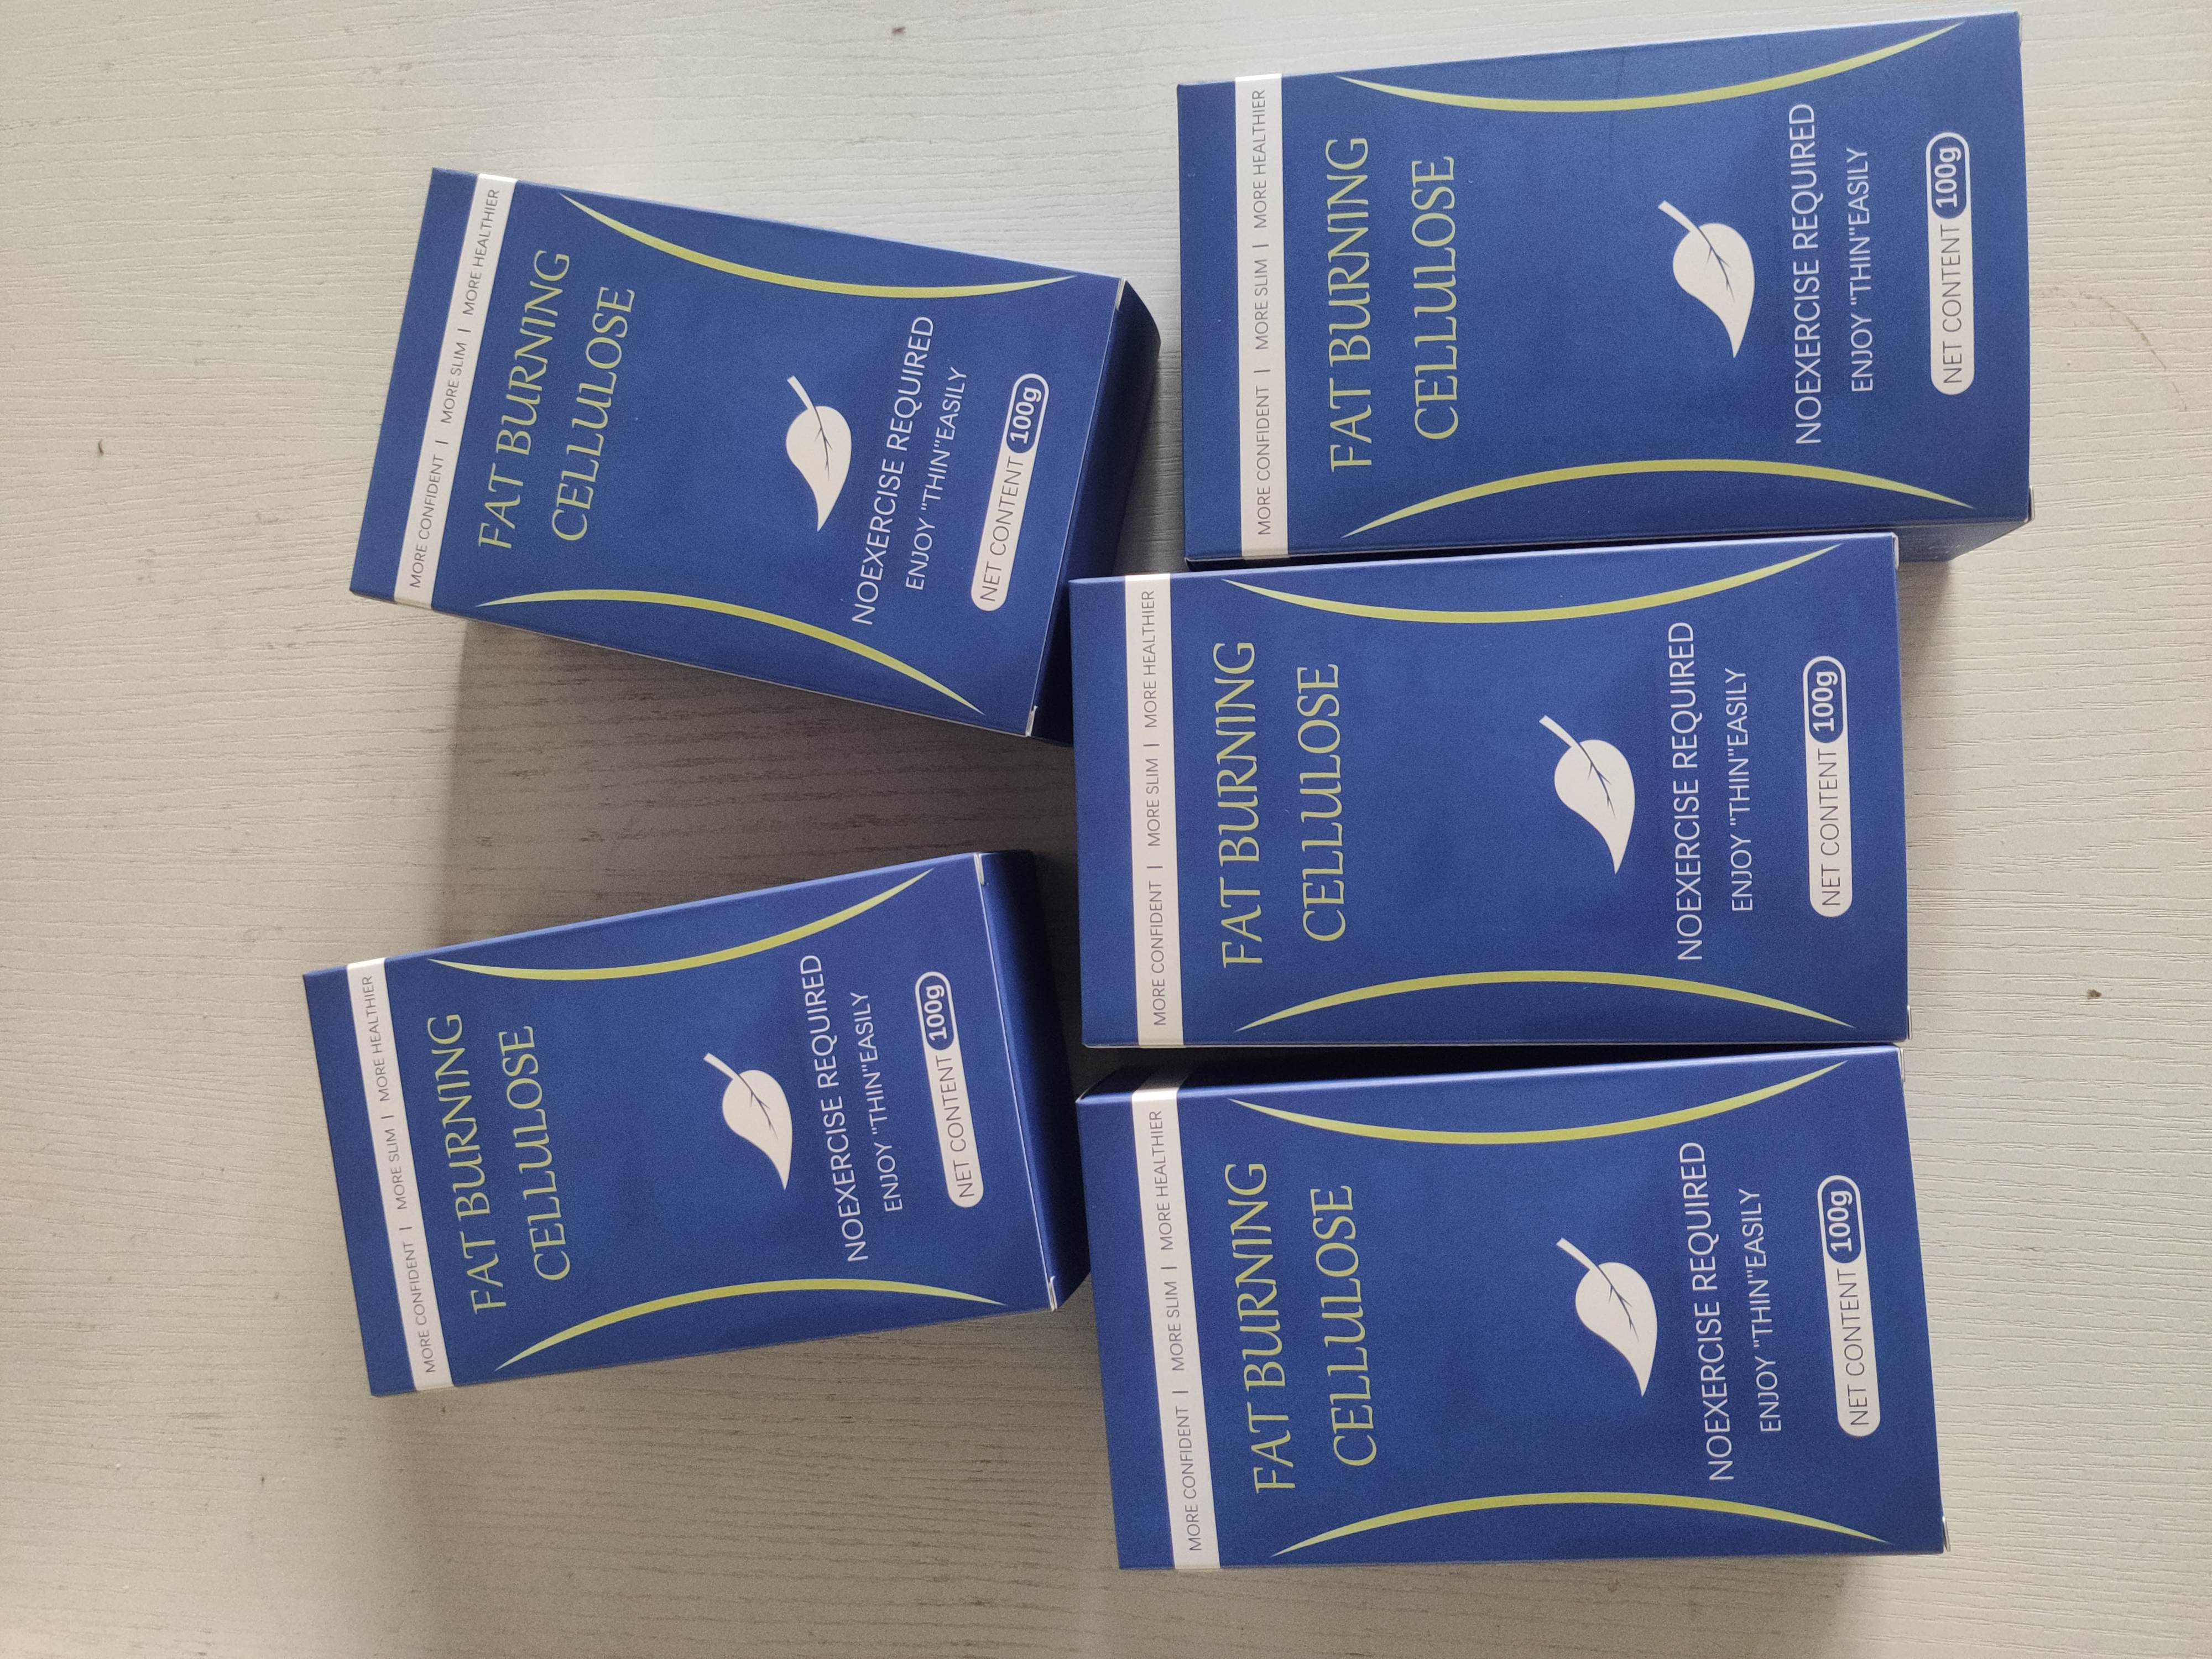 MORE CONFIDENT | MORE SLIM | MORE HEALTHIER
FAT BURNING
CELLULOSE
NOEXERCISE REQUIRED
ENJOY "THIN"EASILY
NET CONTENT 100g
MORE CONFIDENT | MORE SLIM | MORE HEALTHIER
FAT BURNING
CELLULOSE
NOEXERCISE REQUIRED
ENJOY "THIN"EASILY
NET CONTENT 100g
MORE CONFIDENT | MORE SLIM | MORE HEALTHIER
FAT BURNING
CELLULOSE
NOEXERCISE REQUIRED
ENJOY "THIN"EASILY
NET CONTENT 100g
MORE CONFIDENT | MORE SLIM | MORE HEALTHIER
FAT BURNING
CELLULOSE
NOEXERCISE REQUIRED
ENJOY "THIN"EASILY
NET CONTENT 100g
MORE CONFIDENT | MORE SLIM | MORE HEALTHIER
FAT BURNING
CELLULOSE
NOEXERCISE REQUIRED
ENJOY "THIN"EASILY
NET CONTENT 100g